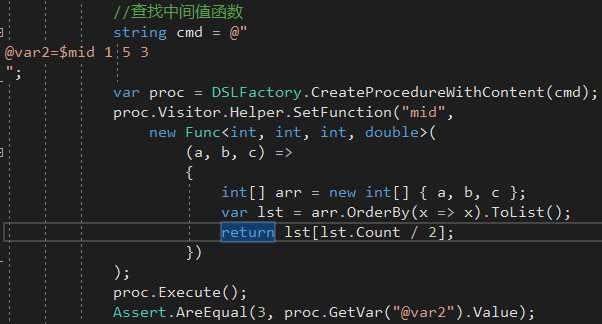 //查找中间值函数
string cmd = @"
@var2=$mid 1 5 3
";
var proc = DSLFactory.CreateProcedureWithContent(cmd);
proc.Visitor.Helper.SetFunction("mid",
new Func<int, int, int, double>(
(a, b, c) =>
{
int[] arr = new int[] { a, b, c };
var lst = arr.OrderBy(x => x).ToList();
return lst[lst.Count / 2];
})
);
proc.Execute();
Assert.AreEqual(3, proc.GetVar("@var2").Value);